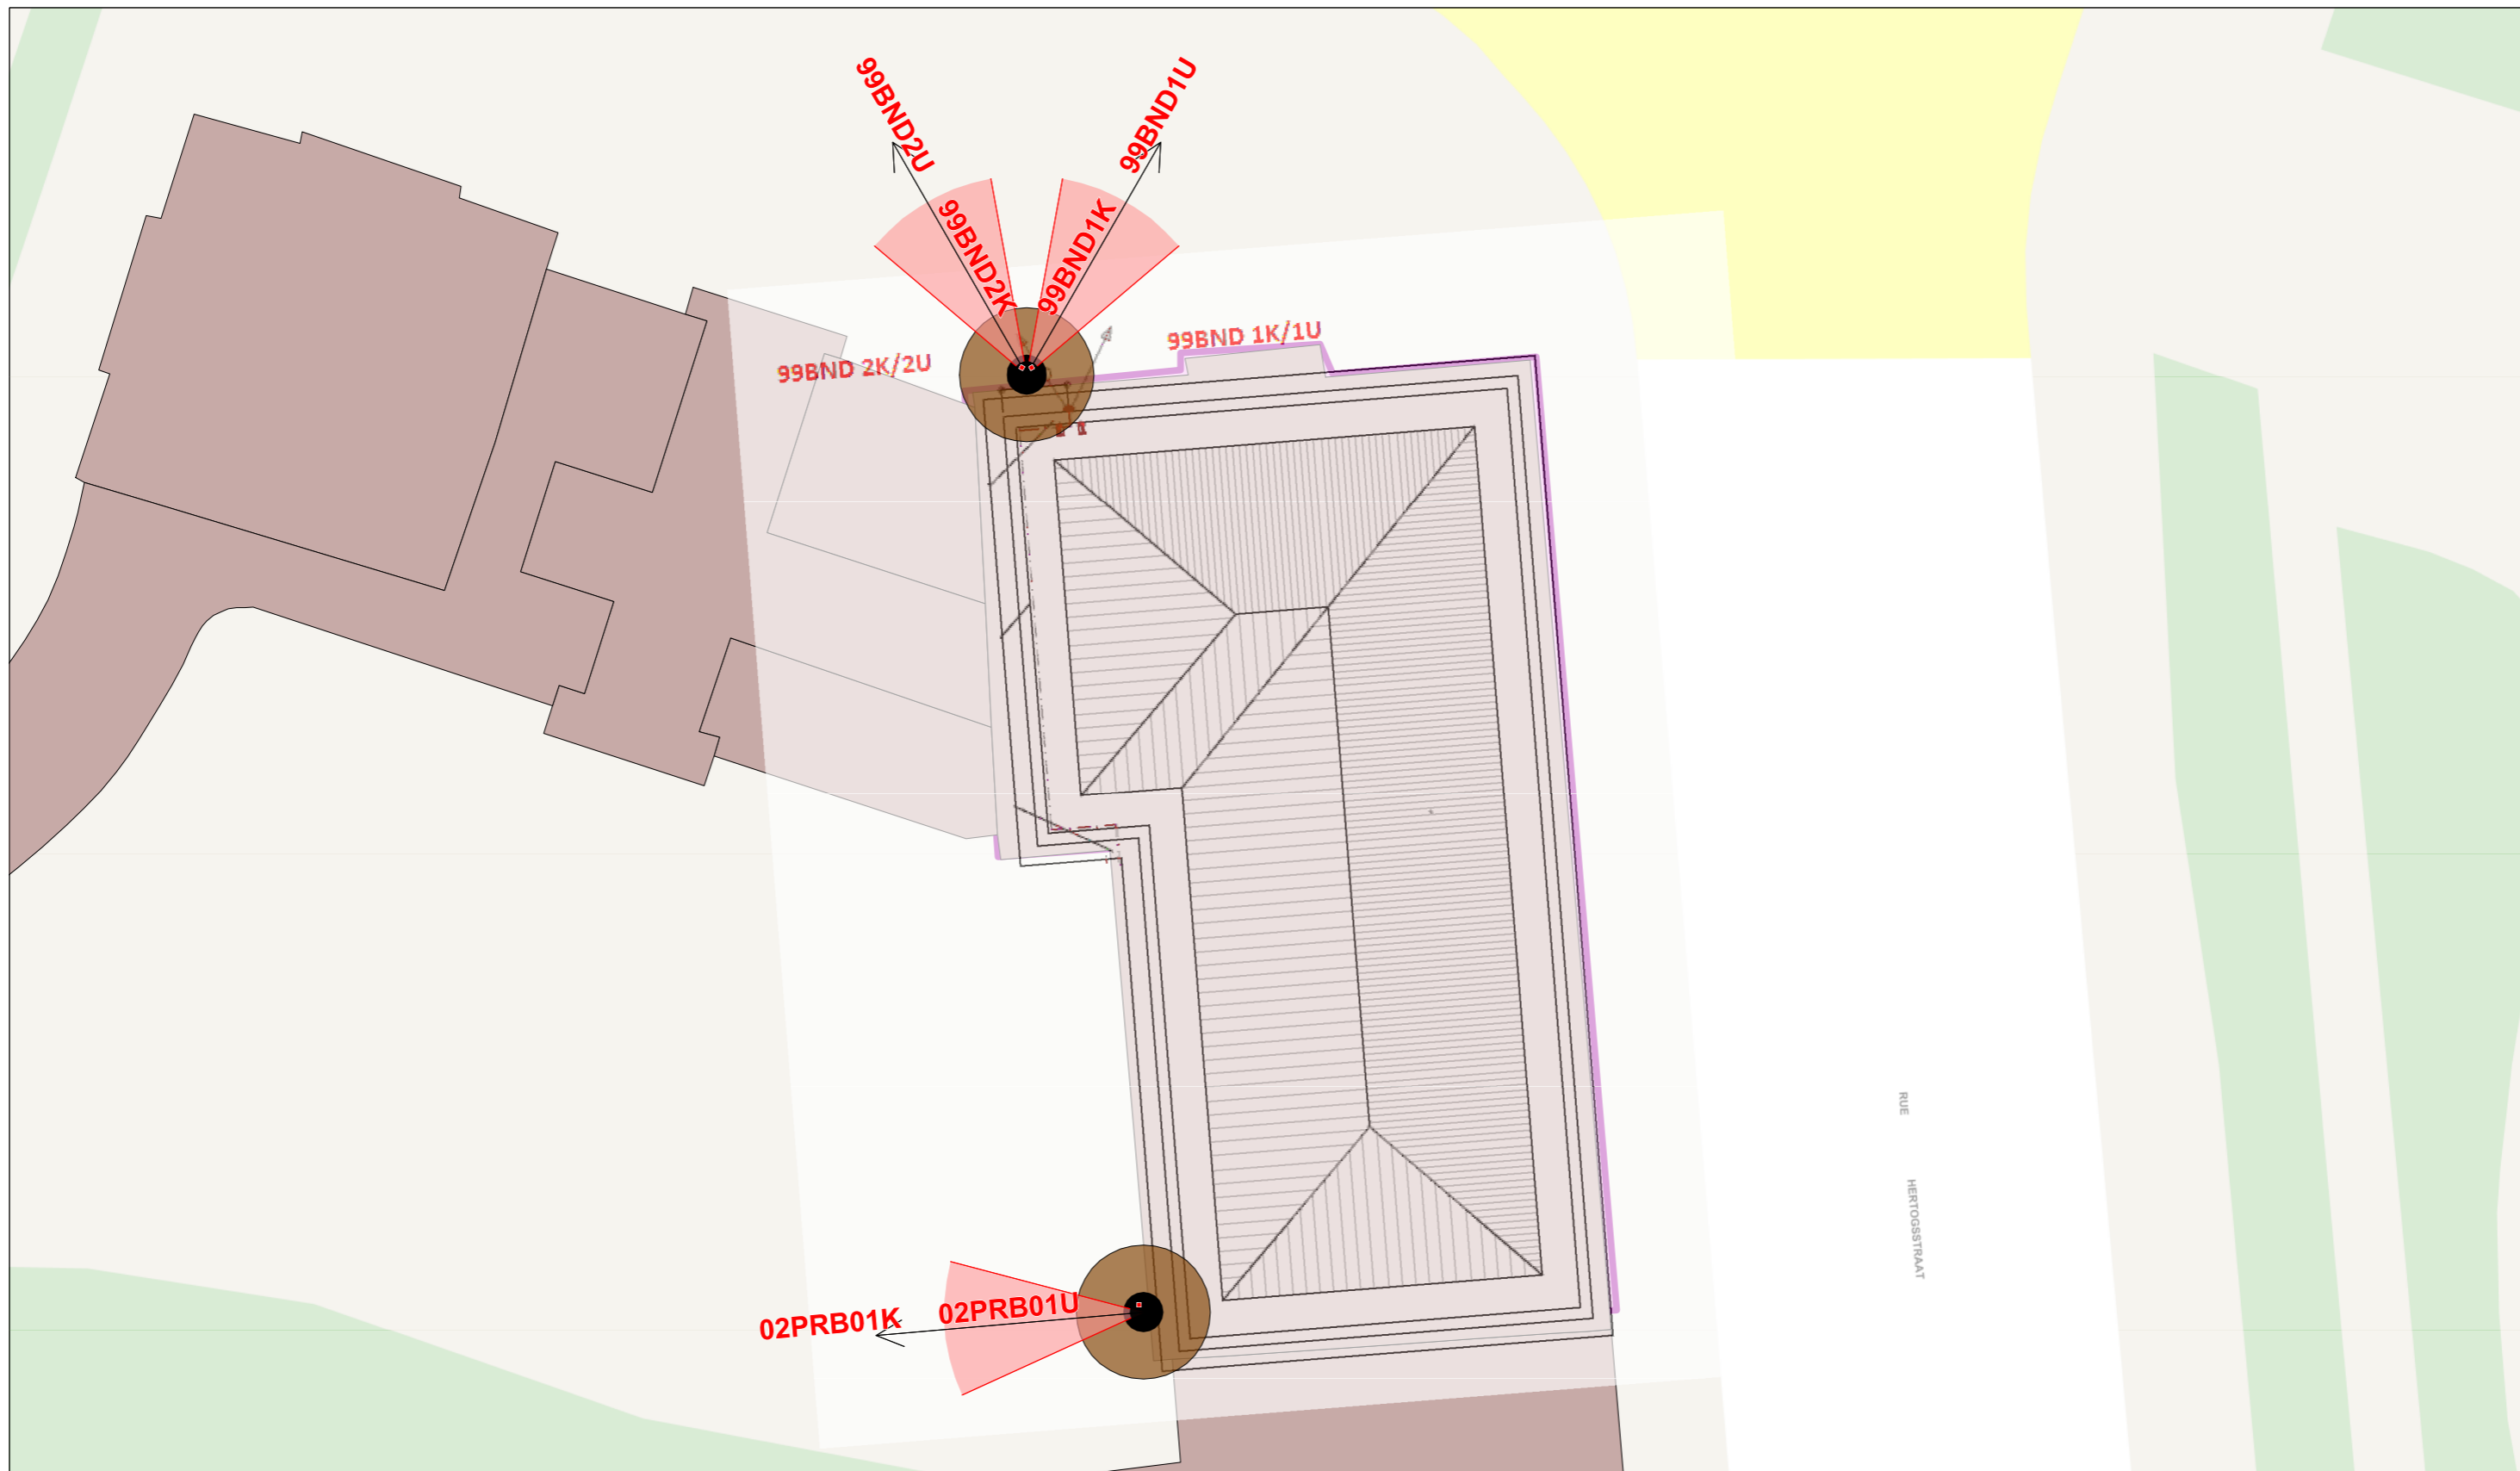 99BND2U
99BND1U
99BND2K
99BND1K
99BND 2K/2U
99BND 1K/1U
RUE
HERTOGSSTRAAT
02PRB01K
02PRB01U